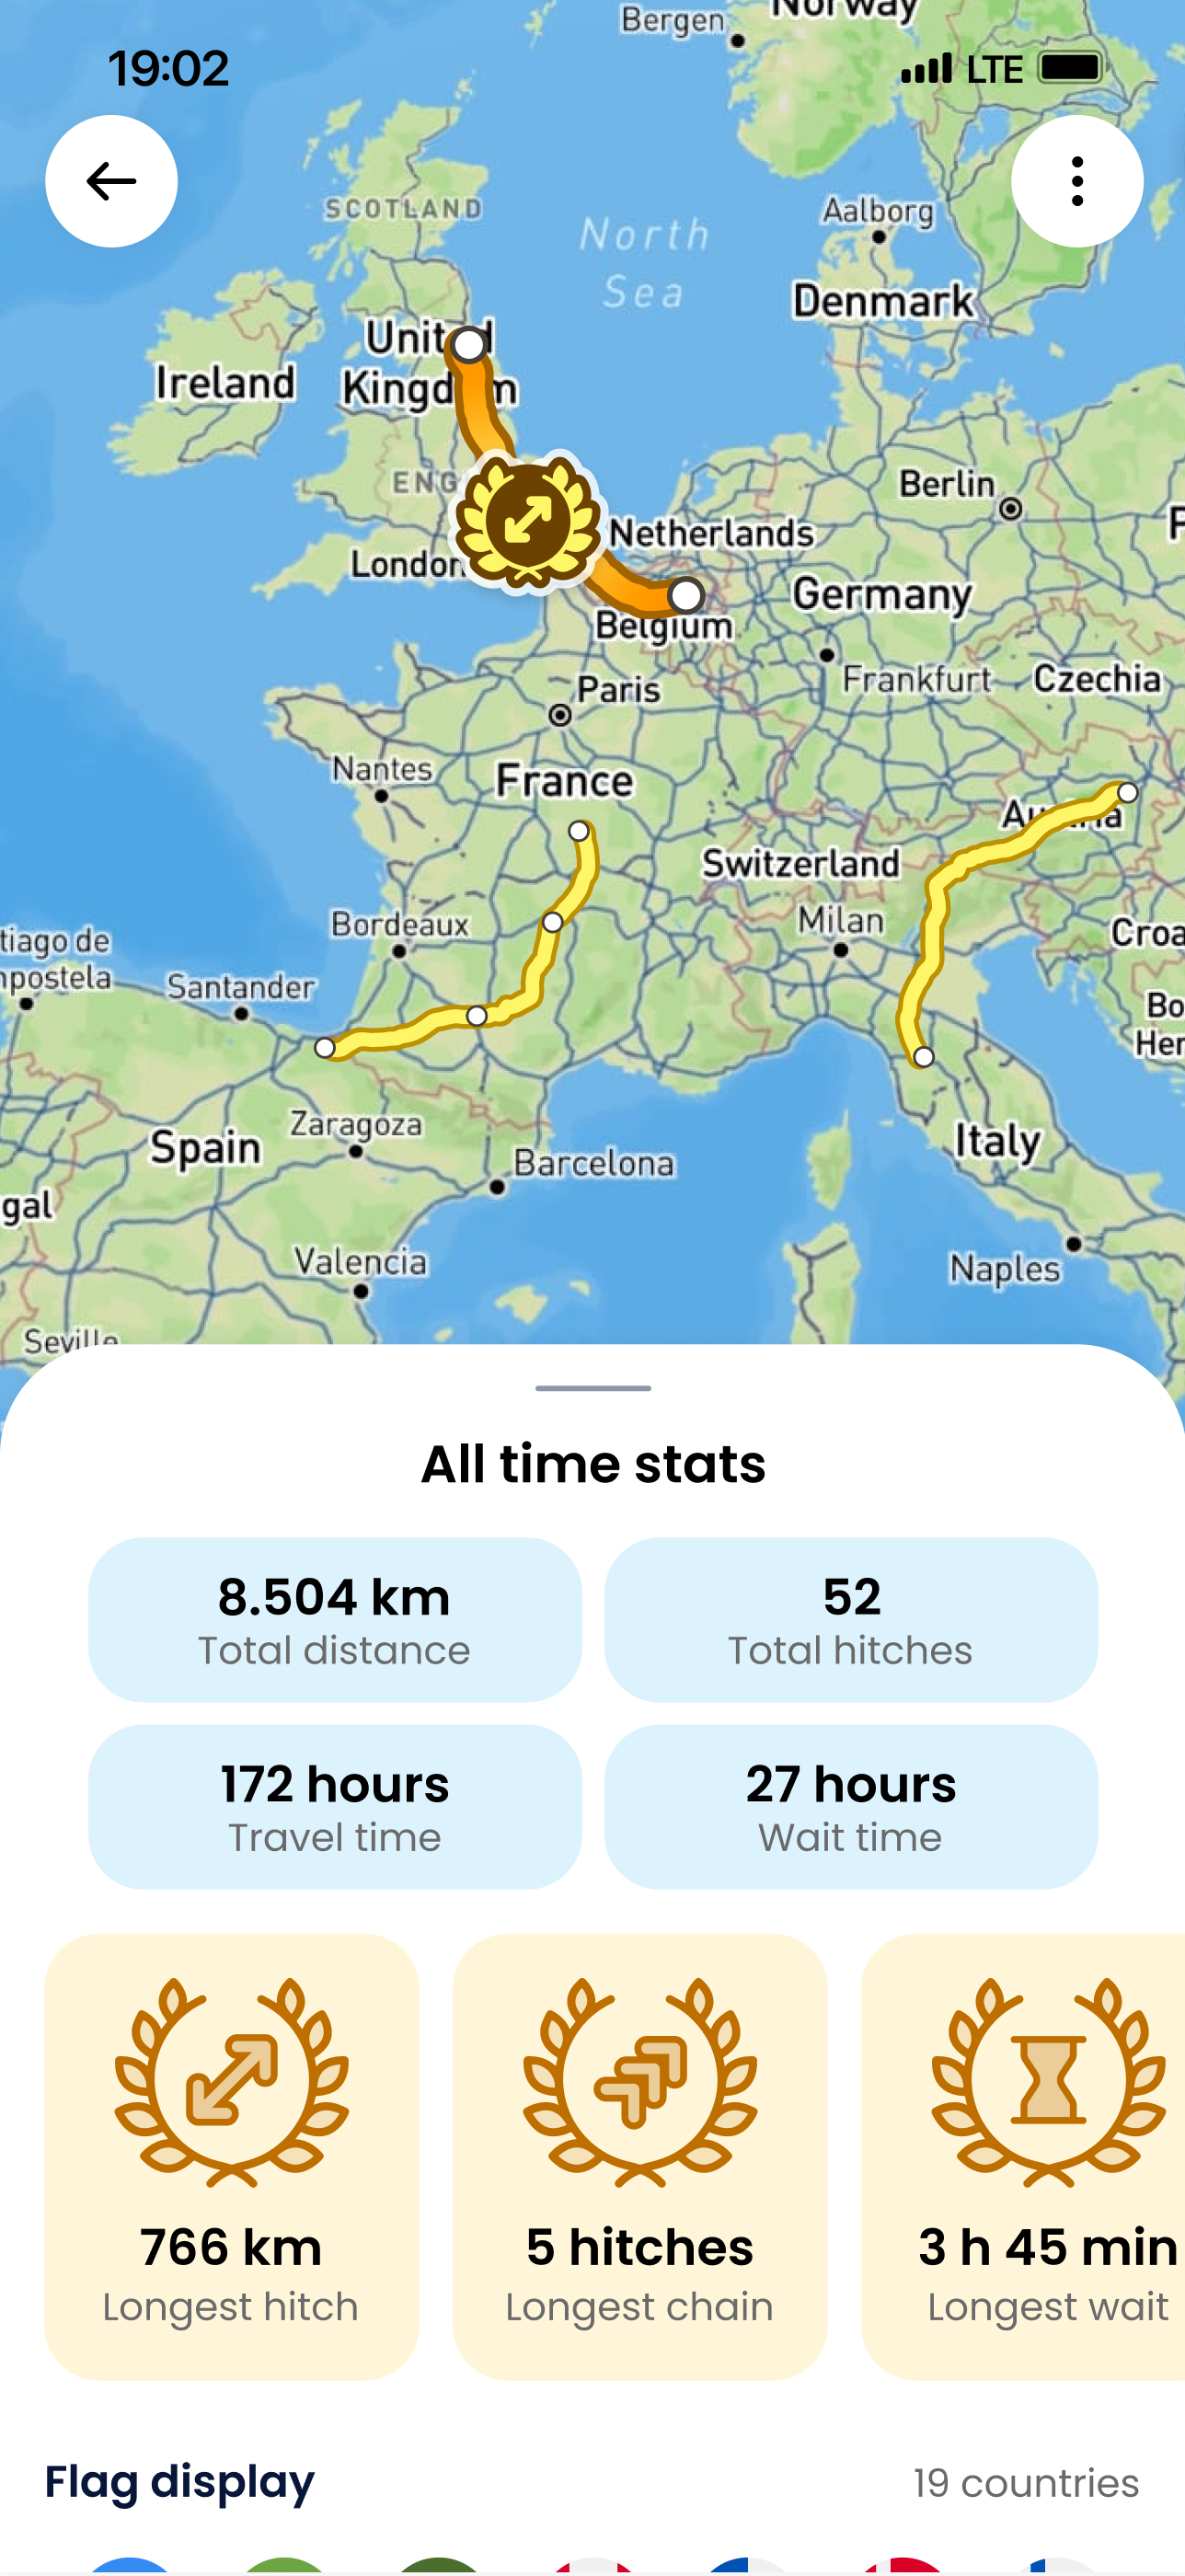 Norway
Bergen
19:02
LTE
SCOTLAND
North
Sea
Aalborg
Denmark
United
Kingdom
Ireland
ENG
Berlin
Netherlands
London
Germany
Belgium
Frankfurt
Czechia
Paris
Nantes
France
Austria
Switzerland
Milan
Bordeaux
Croa
tiago de
npostela
Santander
Bo
Her
Zaragoza
Spain
Italy
Barcelona
gal
Valencia
Naples
Seville
All time stats
8.504 km
Total distance
52
Total hitches
172 hours
Travel time
27 hours
Wait time
766 km
Longest hitch
5 hitches
Longest chain
3 h 45 min
Longest wait
Flag display
19 countries